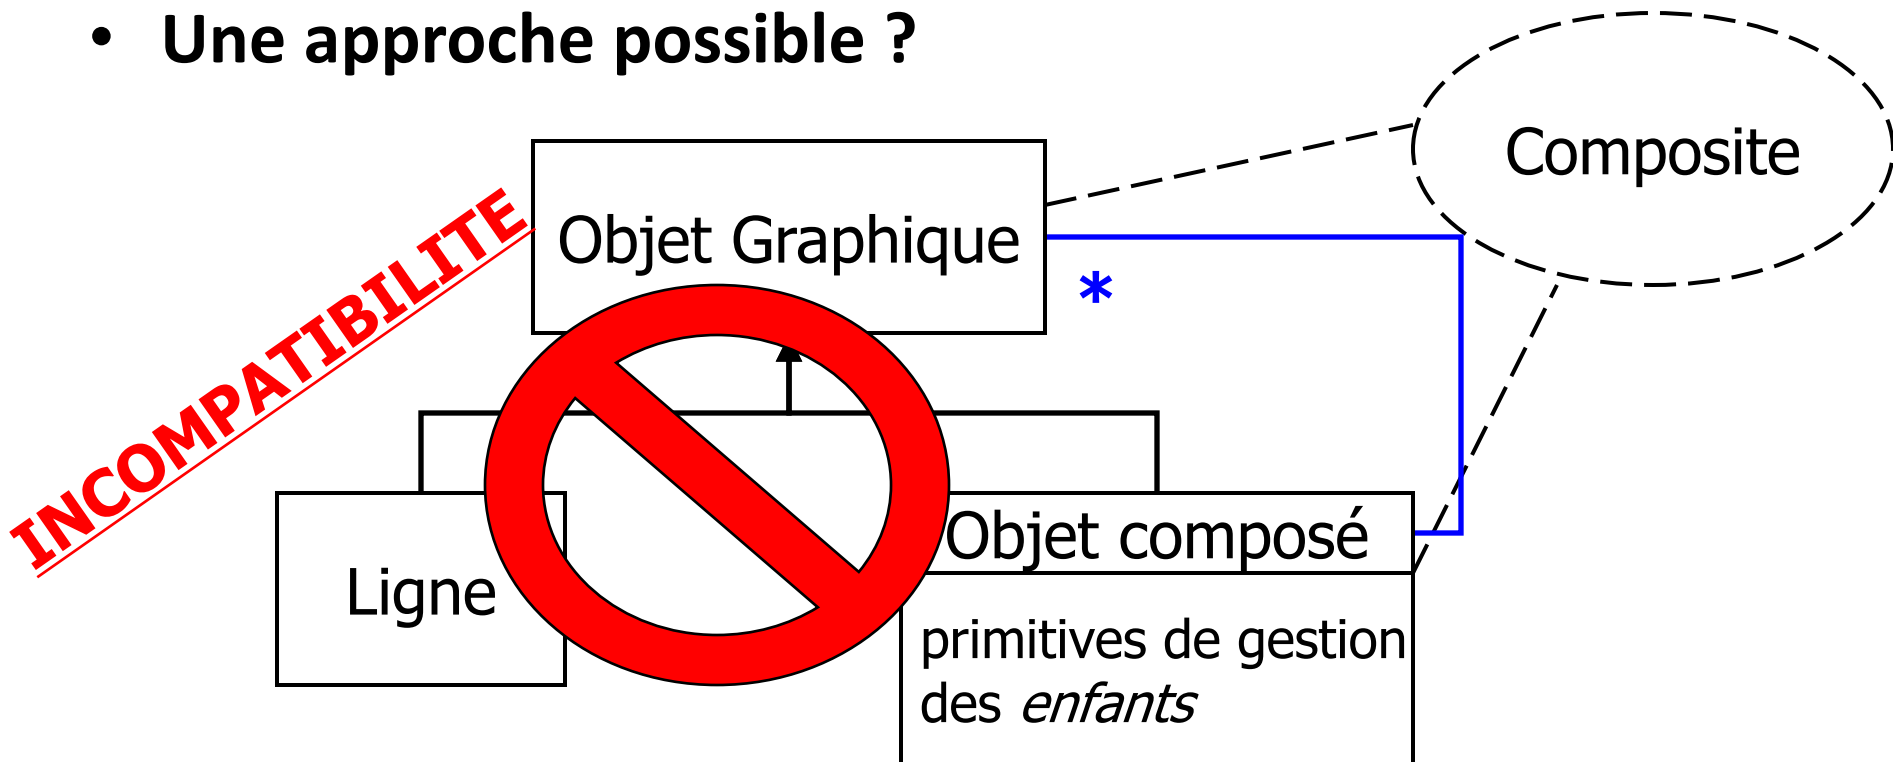 • Une approche possible ?
Composite
INCOMPATIBILITE
Objet Graphique
*
Objet composé
Ligne
primitives de gestion
des enfants